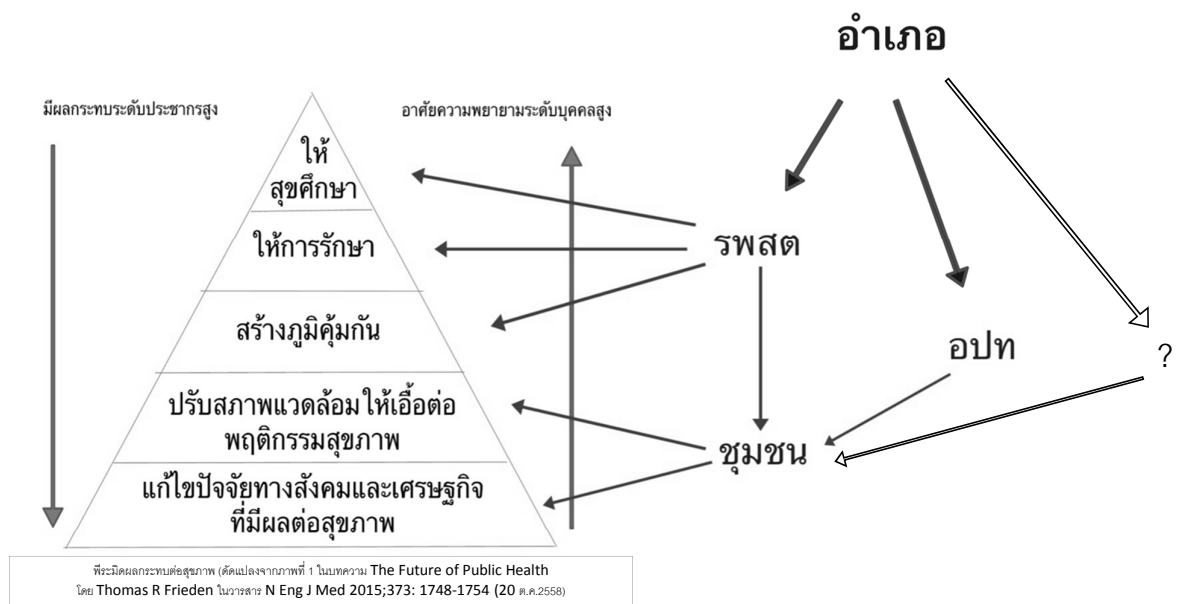 อำเภอ
มีผลกระทบระดับประชากรสูง
อาศัยความพยายามระดับบุคคลสูง
ให้
สุขศึกษา
ให้การรักษา
สร้างภูมิคุ้มกัน
ปรับสภาพแวดล้อมให้เอื้อต่อ
พฤติกรรมสุขภาพ
แก้ไขปัจจัยทางสังคมและเศรษฐกิจ
ที่มีผลต่อสุขภาพ
รพสต
อปท
?
ชุมชน
พีระมิดผลกระทบต่อสุขภาพ (ดัดแปลงจากภาพที่ 1 ในบทความ The Future of Public Health
โดย Thomas R Frieden ในวารสาร N Eng J Med 2015;373: 1748-1754 (20 ต.ค.2558)